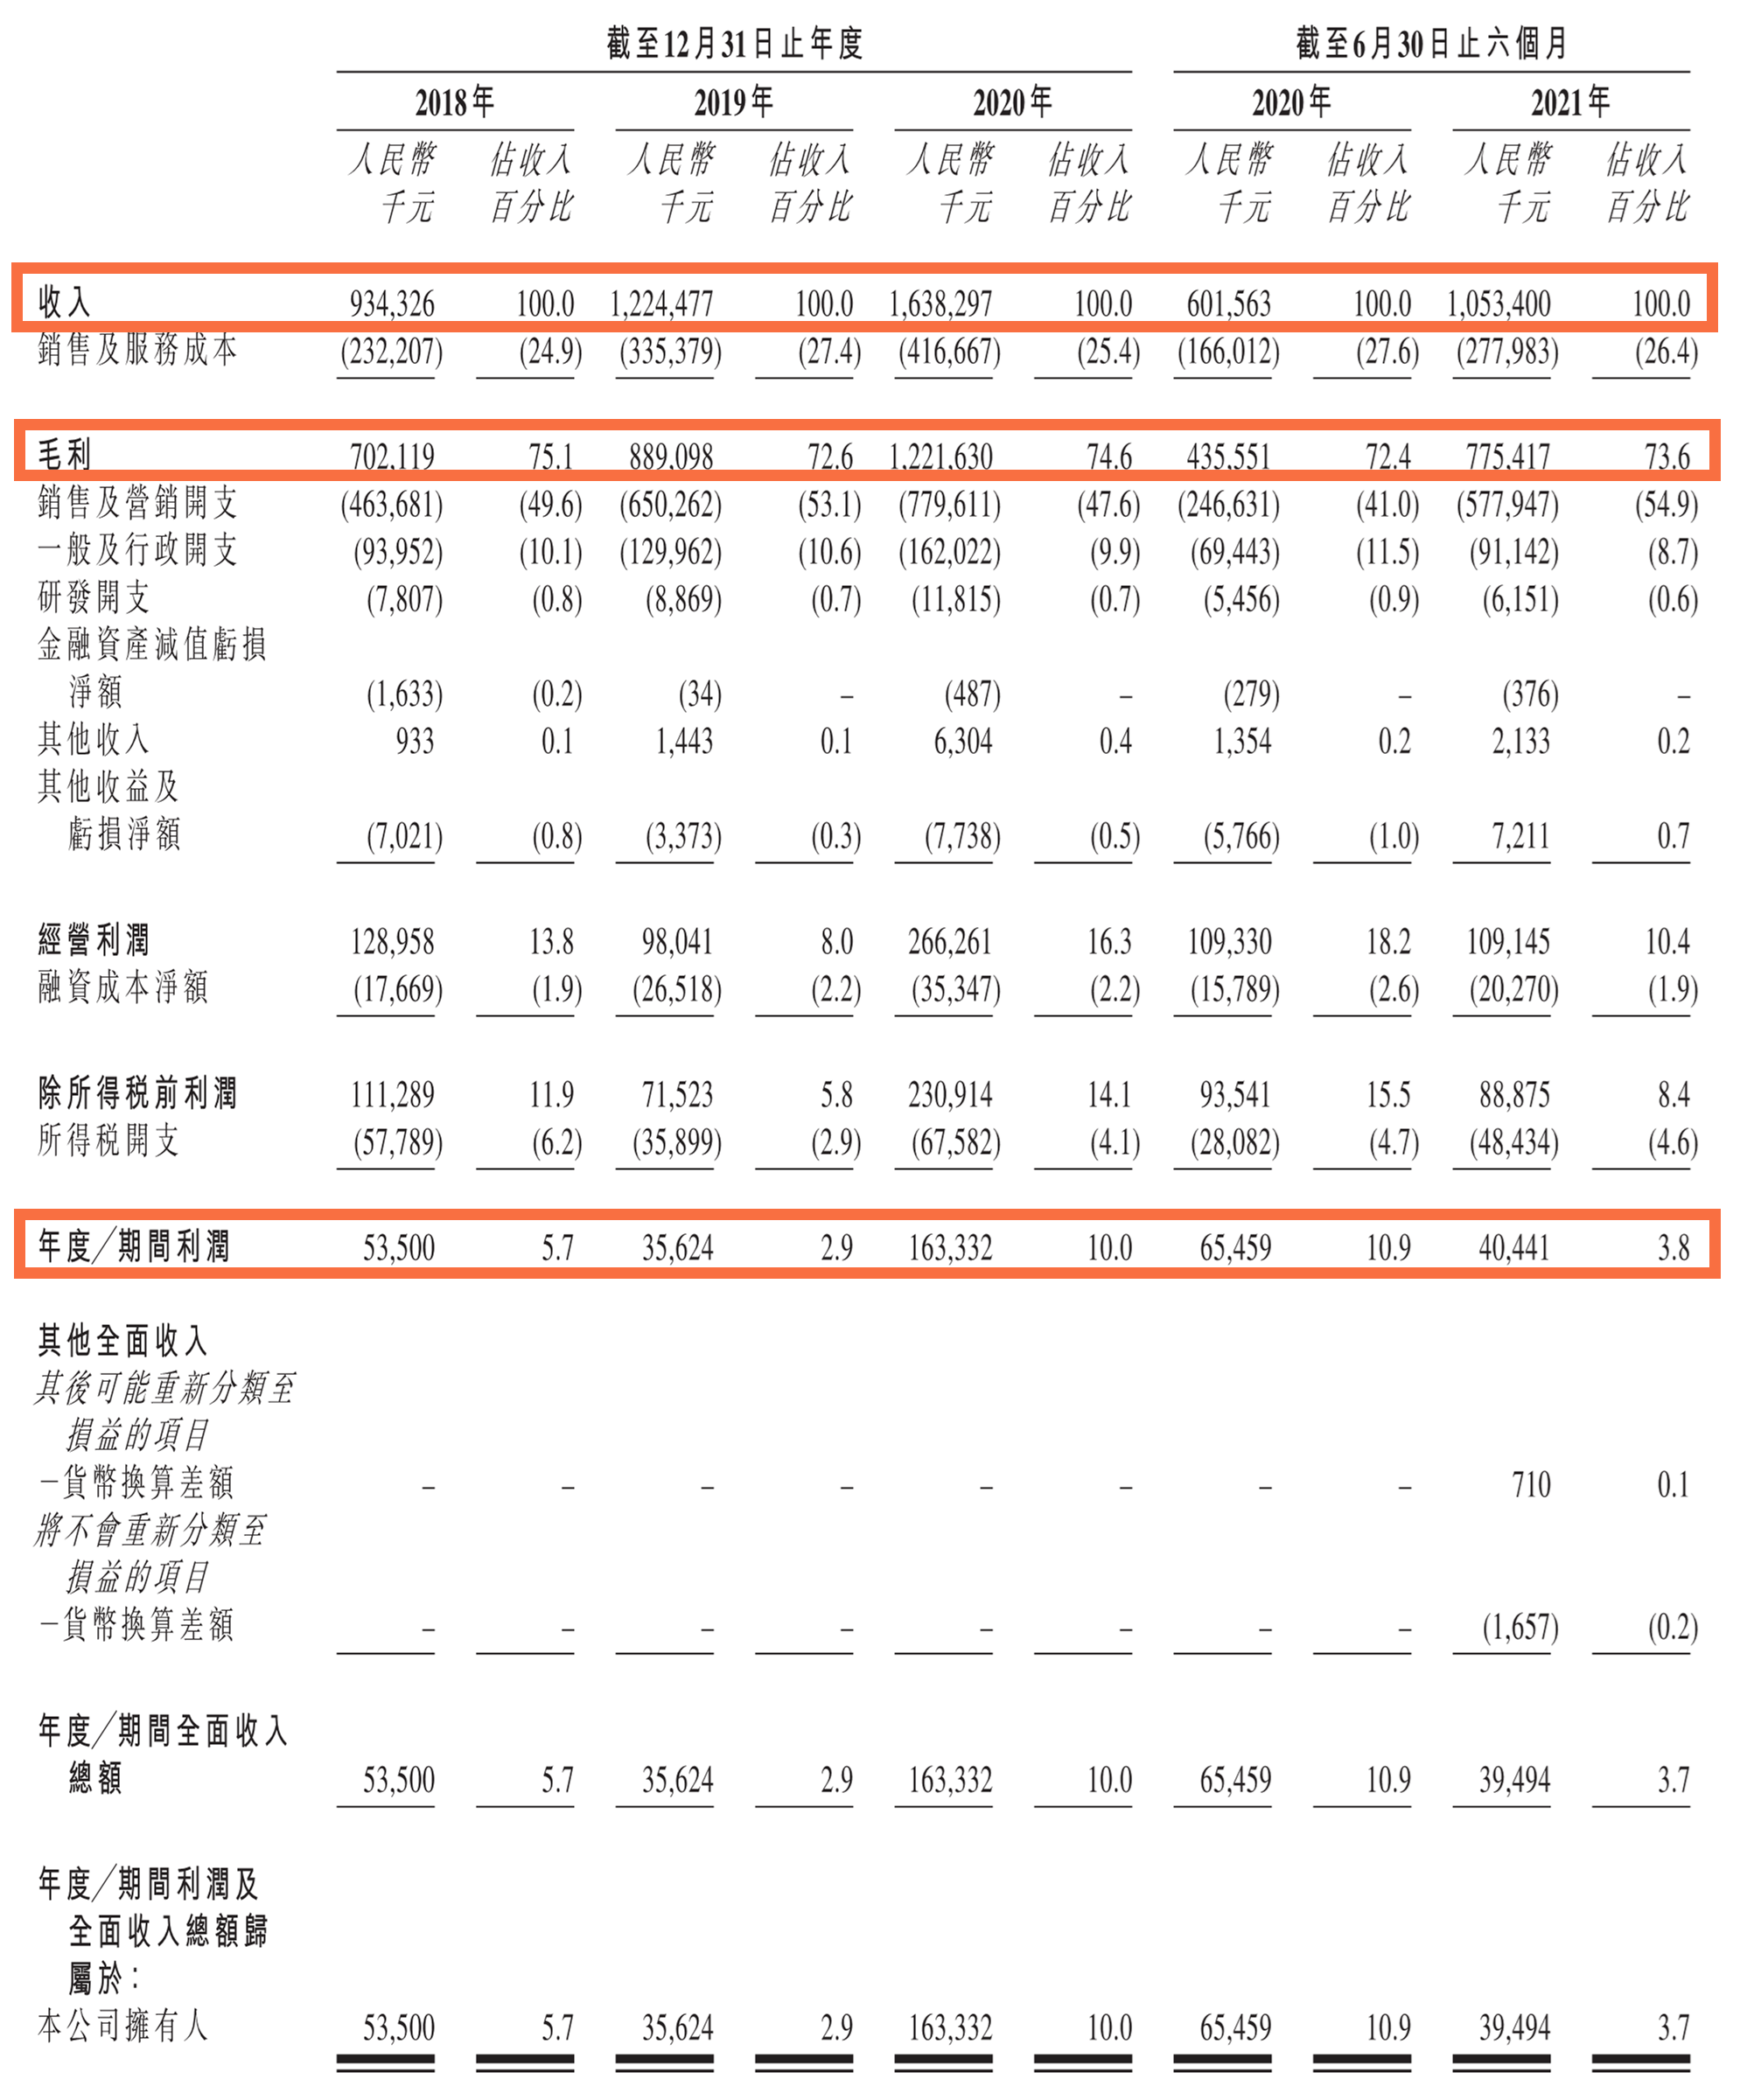 截至12月31日止年度 截至6月30日止六個月
2018年 2019年 2020年 2020年 2021年
人民幣 佔收入 人民幣 佔收入 人民幣 佔收入 人民幣 佔收入 人民幣 佔收入
千元 百分比 千元 百分比 千元 百分比 千元 百分比 千元 百分比
收入 934,326 100.0 1,224,477 100.0 1,638,297 100.0 601,563 100.0 1,053,400 100.0
銷售及服務成本 (232,207) (24.9) (335,379) (27.4) (416,667) (25.4) (166,012) (27.6) (277,983) (26.4)
毛利 702,119 75.1 889,098 72.6 1,221,630 74.6 435,551 72.4 775,417 73.6
銷售及營銷開支 (463,681) (49.6) (650,262) (53.1) (779,611) (47.6) (246,631) (41.0) (577,947) (54.9)
一般及行政開支 (93,952) (10.1) (129,962) (10.6) (162,022) (9.9) (69,443) (11.5) (91,142) (8.7)
研發開支 (7,807) (0.8) (8,869) (0.7) (11,815) (0.7) (5,456) (0.9) (6,151) (0.6)
金融資產減值虧損
淨額 (1,633) (0.2) (34) – (487) – (279) – (376) –
其他收入 933 0.1 1,443 0.1 6,304 0.4 1,354 0.2 2,133 0.2
其他收益及
虧損淨額 (7,021) (0.8) (3,373) (0.3) (7,738) (0.5) (5,766) (1.0) 7,211 0.7
經營利潤 128,958 13.8 98,041 8.0 266,261 16.3 109,330 18.2 109,145 10.4
融資成本淨額 (17,669) (1.9) (26,518) (2.2) (35,347) (2.2) (15,789) (2.6) (20,270) (1.9)
除所得稅前利潤 111,289 11.9 71,523 5.8 230,914 14.1 93,541 15.5 88,875 8.4
所得稅開支 (57,789) (6.2) (35,899) (2.9) (67,582) (4.1) (28,082) (4.7) (48,434) (4.6)
年度╱期間利潤 53,500 5.7 35,624 2.9 163,332 10.0 65,459 10.9 40,441 3.8
其他全面收入
其後可能重新分類至
損益的項目
－貨幣換算差額 – – – – – – – – 710 0.1
將不會重新分類至
損益的項目
－貨幣換算差額 – – – – – – – – (1,657) (0.2)
年度╱期間全面收入
總額 53,500 5.7 35,624 2.9 163,332 10.0 65,459 10.9 39,494 3.7
年度╱期間利潤及
全面收入總額歸
屬於：
本公司擁有人 53,500 5.7 35,624 2.9 163,332 10.0 65,459 10.9 39,494 3.7